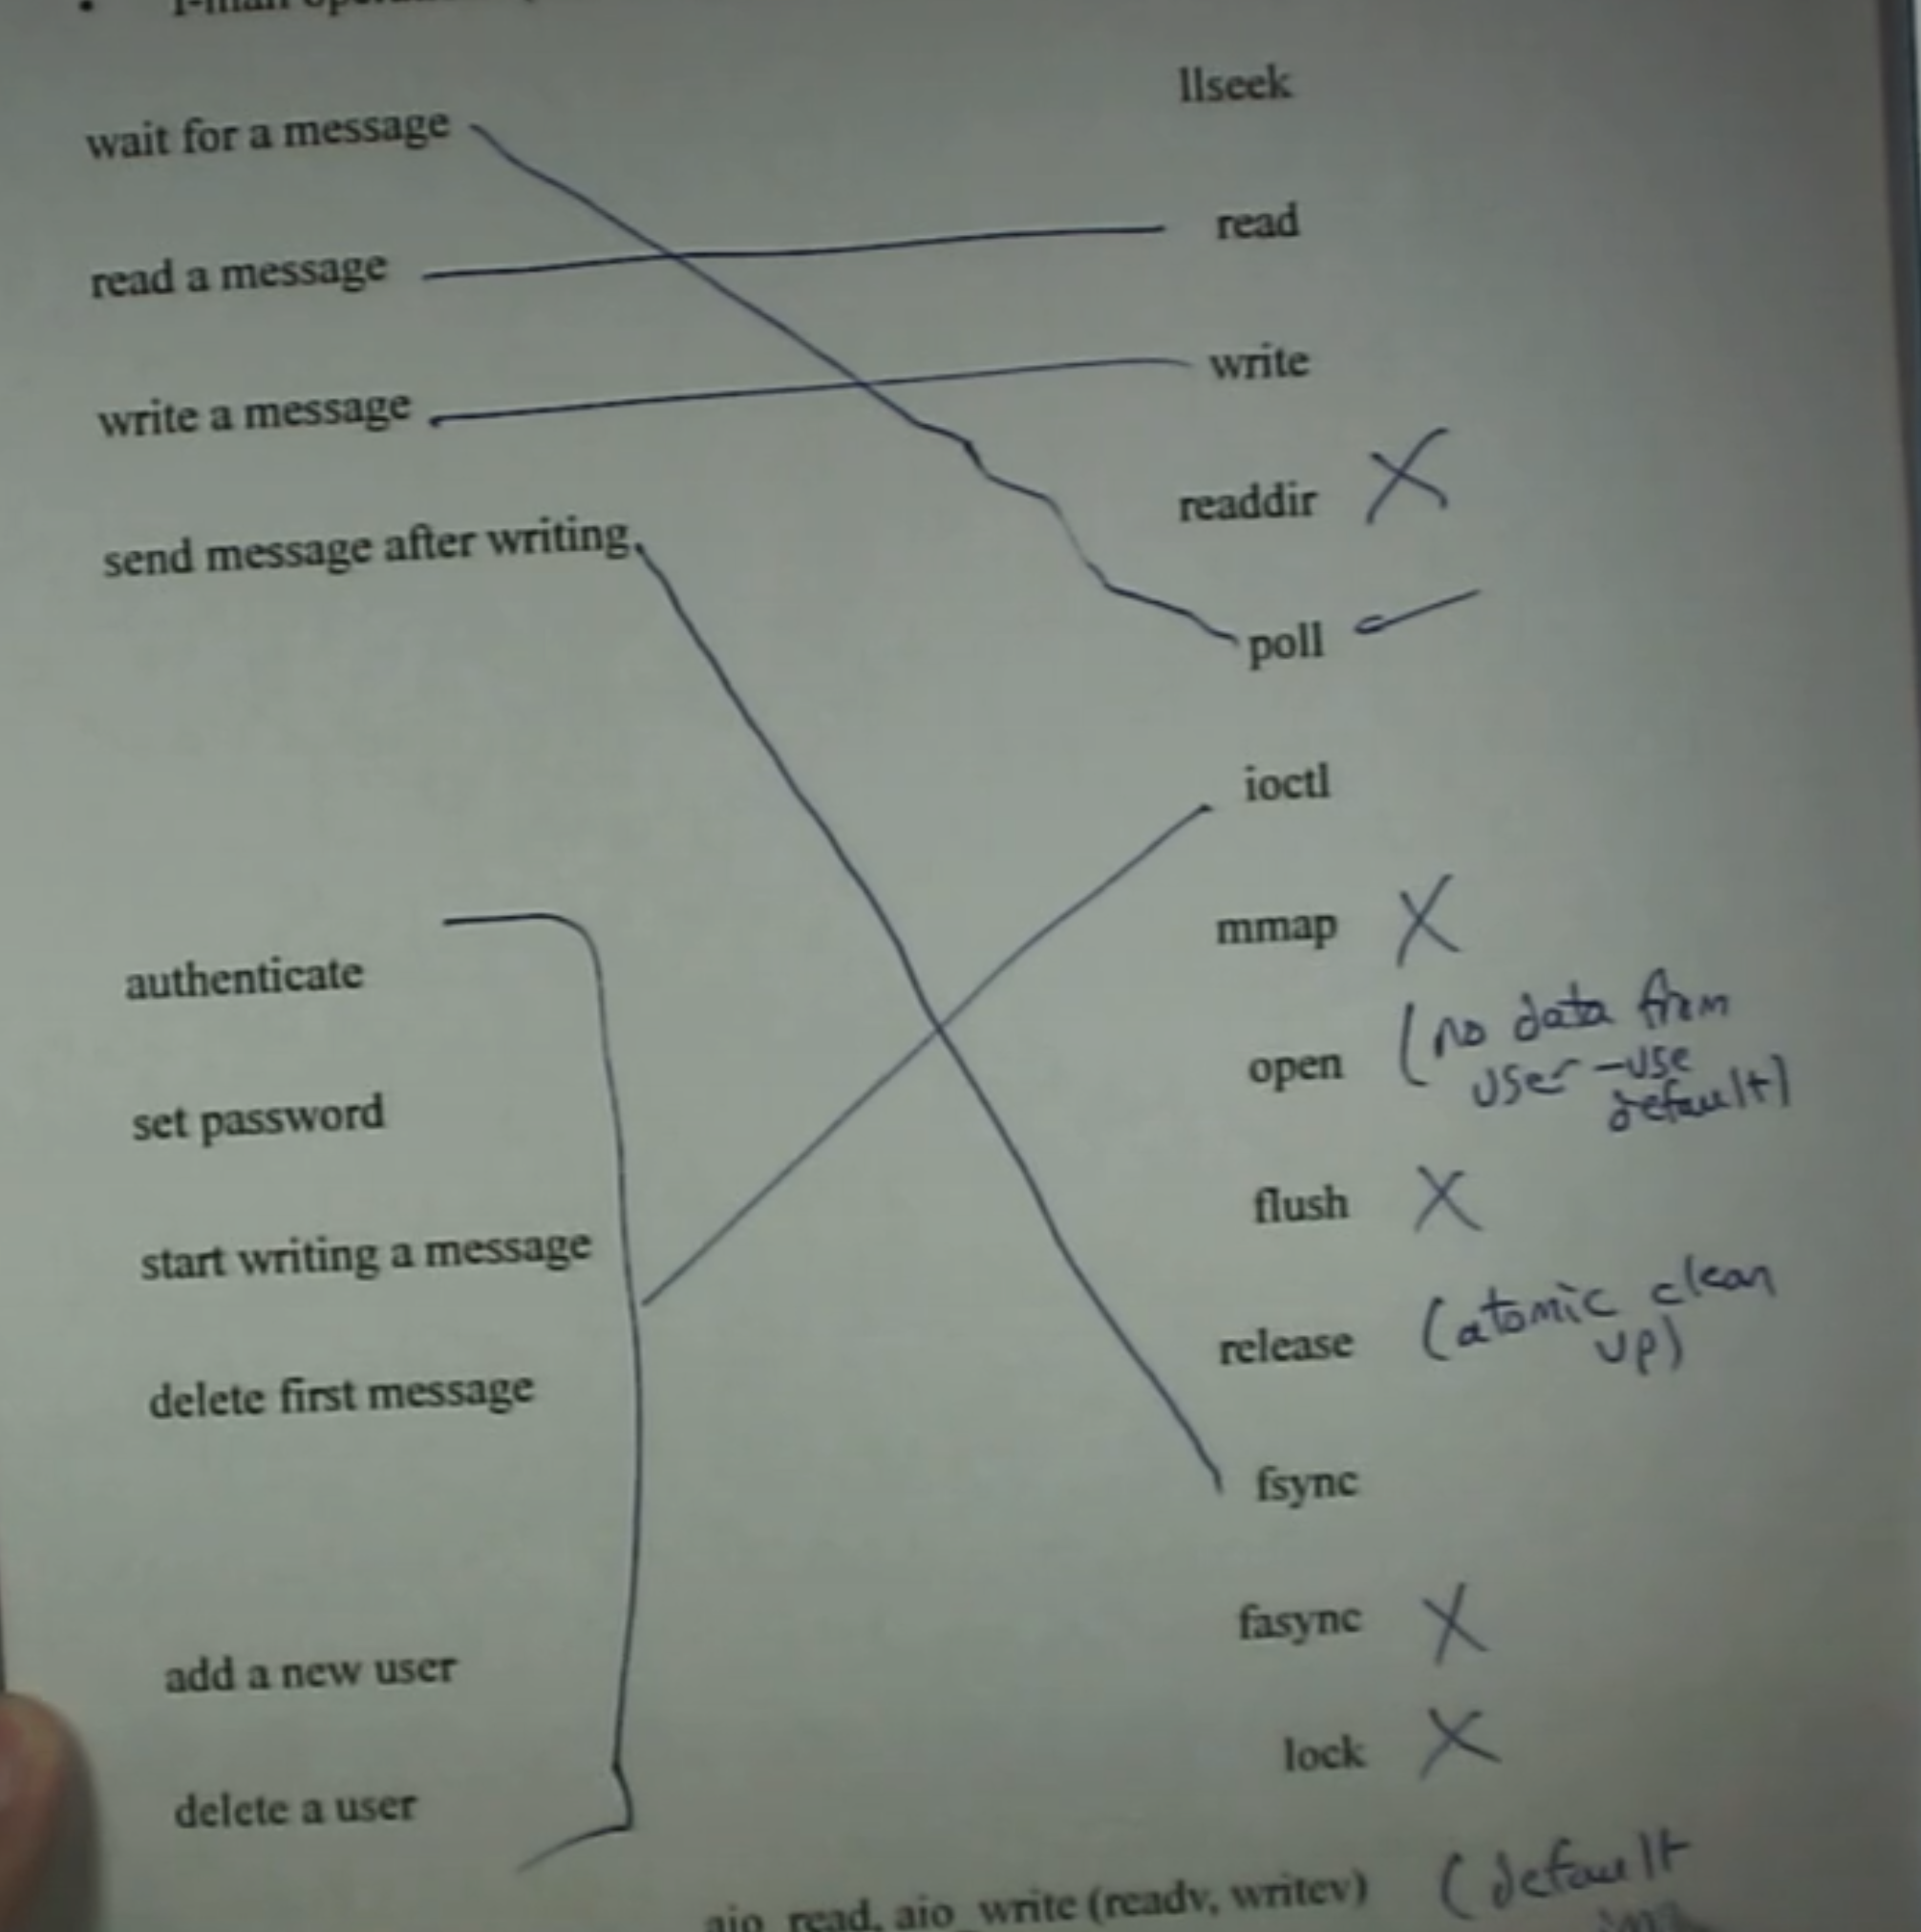 llseek
wait for a message
read
read a message
write
write a message
readdir X
send message after writing
poll
ioctl
mmap X
authenticate
open (no data from
user - use
default)
set password
flush X
start writing a message
release (atomic clean
up)
delete first message
fsync
fasync X
add a new user
lock X
delete a user
aio_read, aio_write (readv, writev) (default